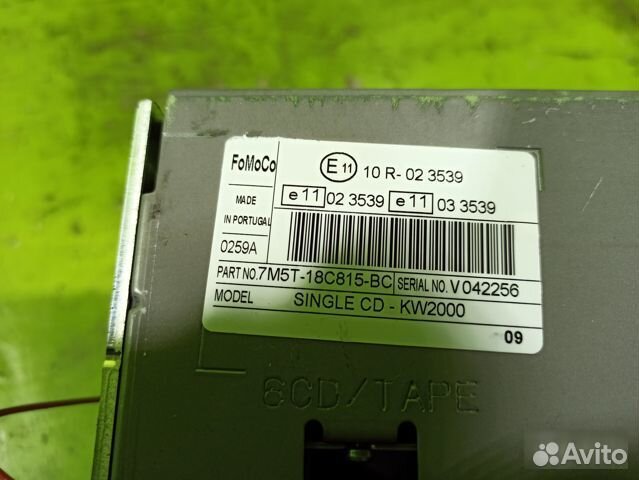 FoMoCo
E 11 10 R- 02 3539
MADE IN PORTUGAL
e 11 02 3539 e 11 03 3539
0259A
PART NO. 7M5T-18C815-BC SERIAL NO. V 042256
MODEL SINGLE CD - KW2000
09
6CD/TAPE
Avito